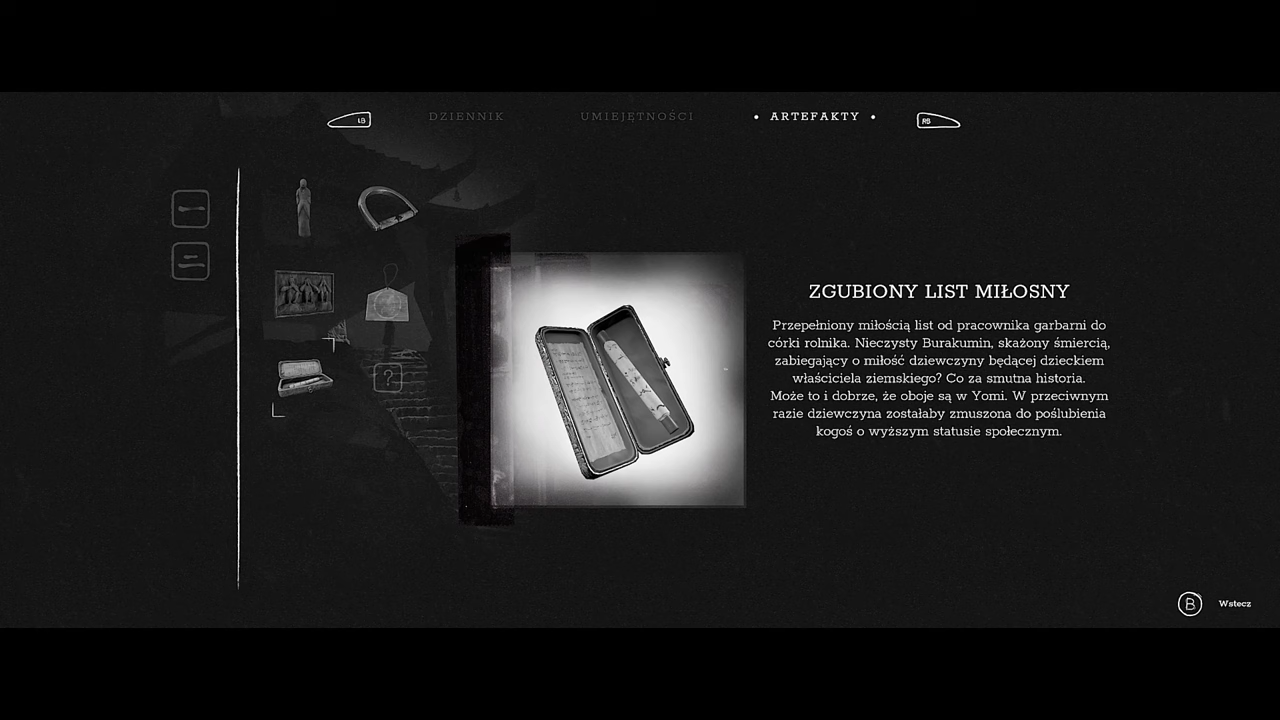 LB
DZIENNIK
UMIEJĘTNOŚCI
• ARTEFAKTY •
RB
ZGUBIONY LIST MIŁOSNY
Przepełniony miłością list od pracownika garbarni do
córki rolnika. Nieczysty Burakumin, skażony śmiercią,
zabiegający o miłość dziewczyny będącej dzieckiem
właściciela ziemskiego? Co za smutna historia.
Może to i dobrze, że oboje są w Yomi. W przeciwnym
razie dziewczyna zostałaby zmuszona do poślubienia
kogoś o wyższym statusie społecznym.
?
B
Wstecz